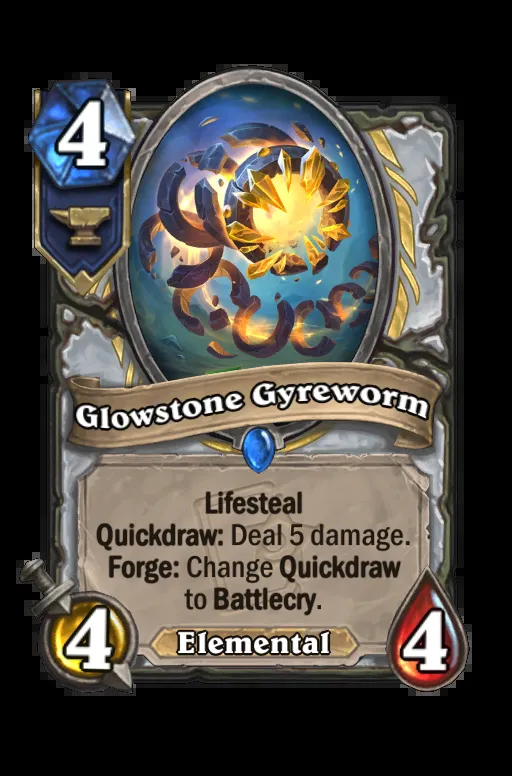 4
Glowstone Gyreworm
Lifesteal
Quickdraw: Deal 5 damage.
Forge: Change Quickdraw
to Battlecry.
4
Elemental
4